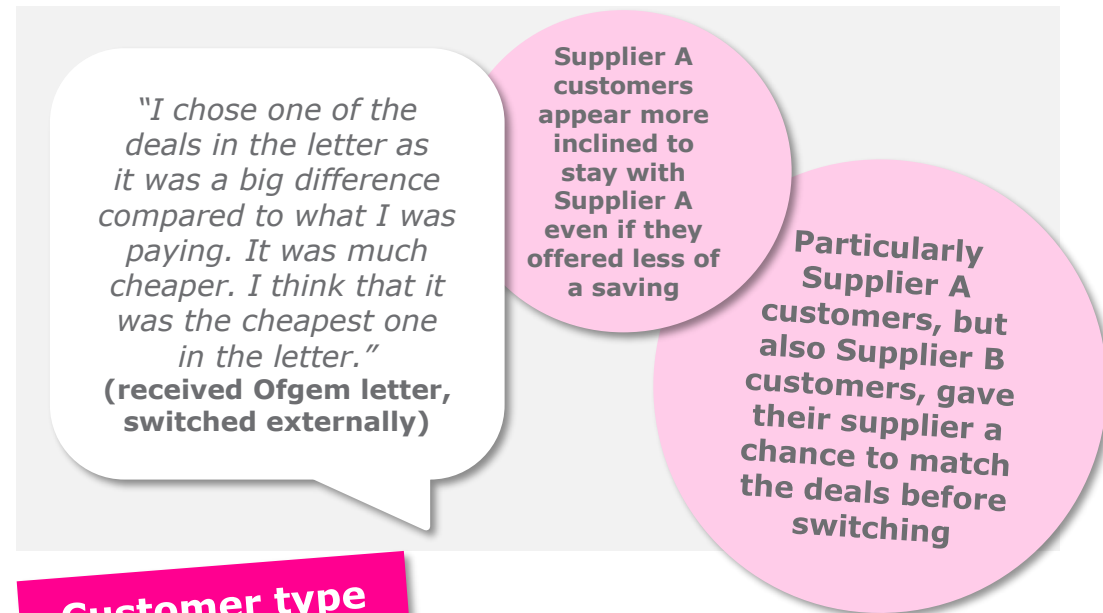 “I chose one of the
deals in the letter as
it was a big difference
compared to what I was
paying. It was much
cheaper. I think that it
was the cheapest one
in the letter.”
(received Ofgem letter,
switched externally)
Supplier A
customers
appear more
inclined to
stay with
Supplier A
even if they
offered less of
a saving
Particularly
Supplier A
customers, but
also Supplier B
customers, gave
their supplier a
chance to match
the deals before
switching
Customer type